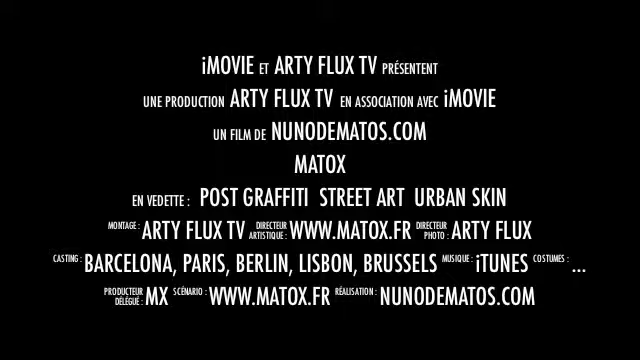 iMOVIE ET ARTY FLUX TV PRÉSENTENT
UNE PRODUCTION ARTY FLUX TV EN ASSOCIATION AVEC iMOVIE
UN FILM DE NUNODEMATOS.COM
MATOX
EN VEDETTE : POST GRAFFITI STREET ART URBAN SKIN
MONTAGE : ARTY FLUX TV DIRECTEUR ARTISTIQUE : WWW.MATOX.FR DIRECTEUR PHOTO : ARTY FLUX
CASTING : BARCELONA, PARIS, BERLIN, LISBON, BRUSSELS MUSIQUE : iTUNES COSTUMES : ...
PRODUCTEUR DÉLÉGUÉ : MX SCÉNARIO : WWW.MATOX.FR RÉALISATION : NUNODEMATOS.COM